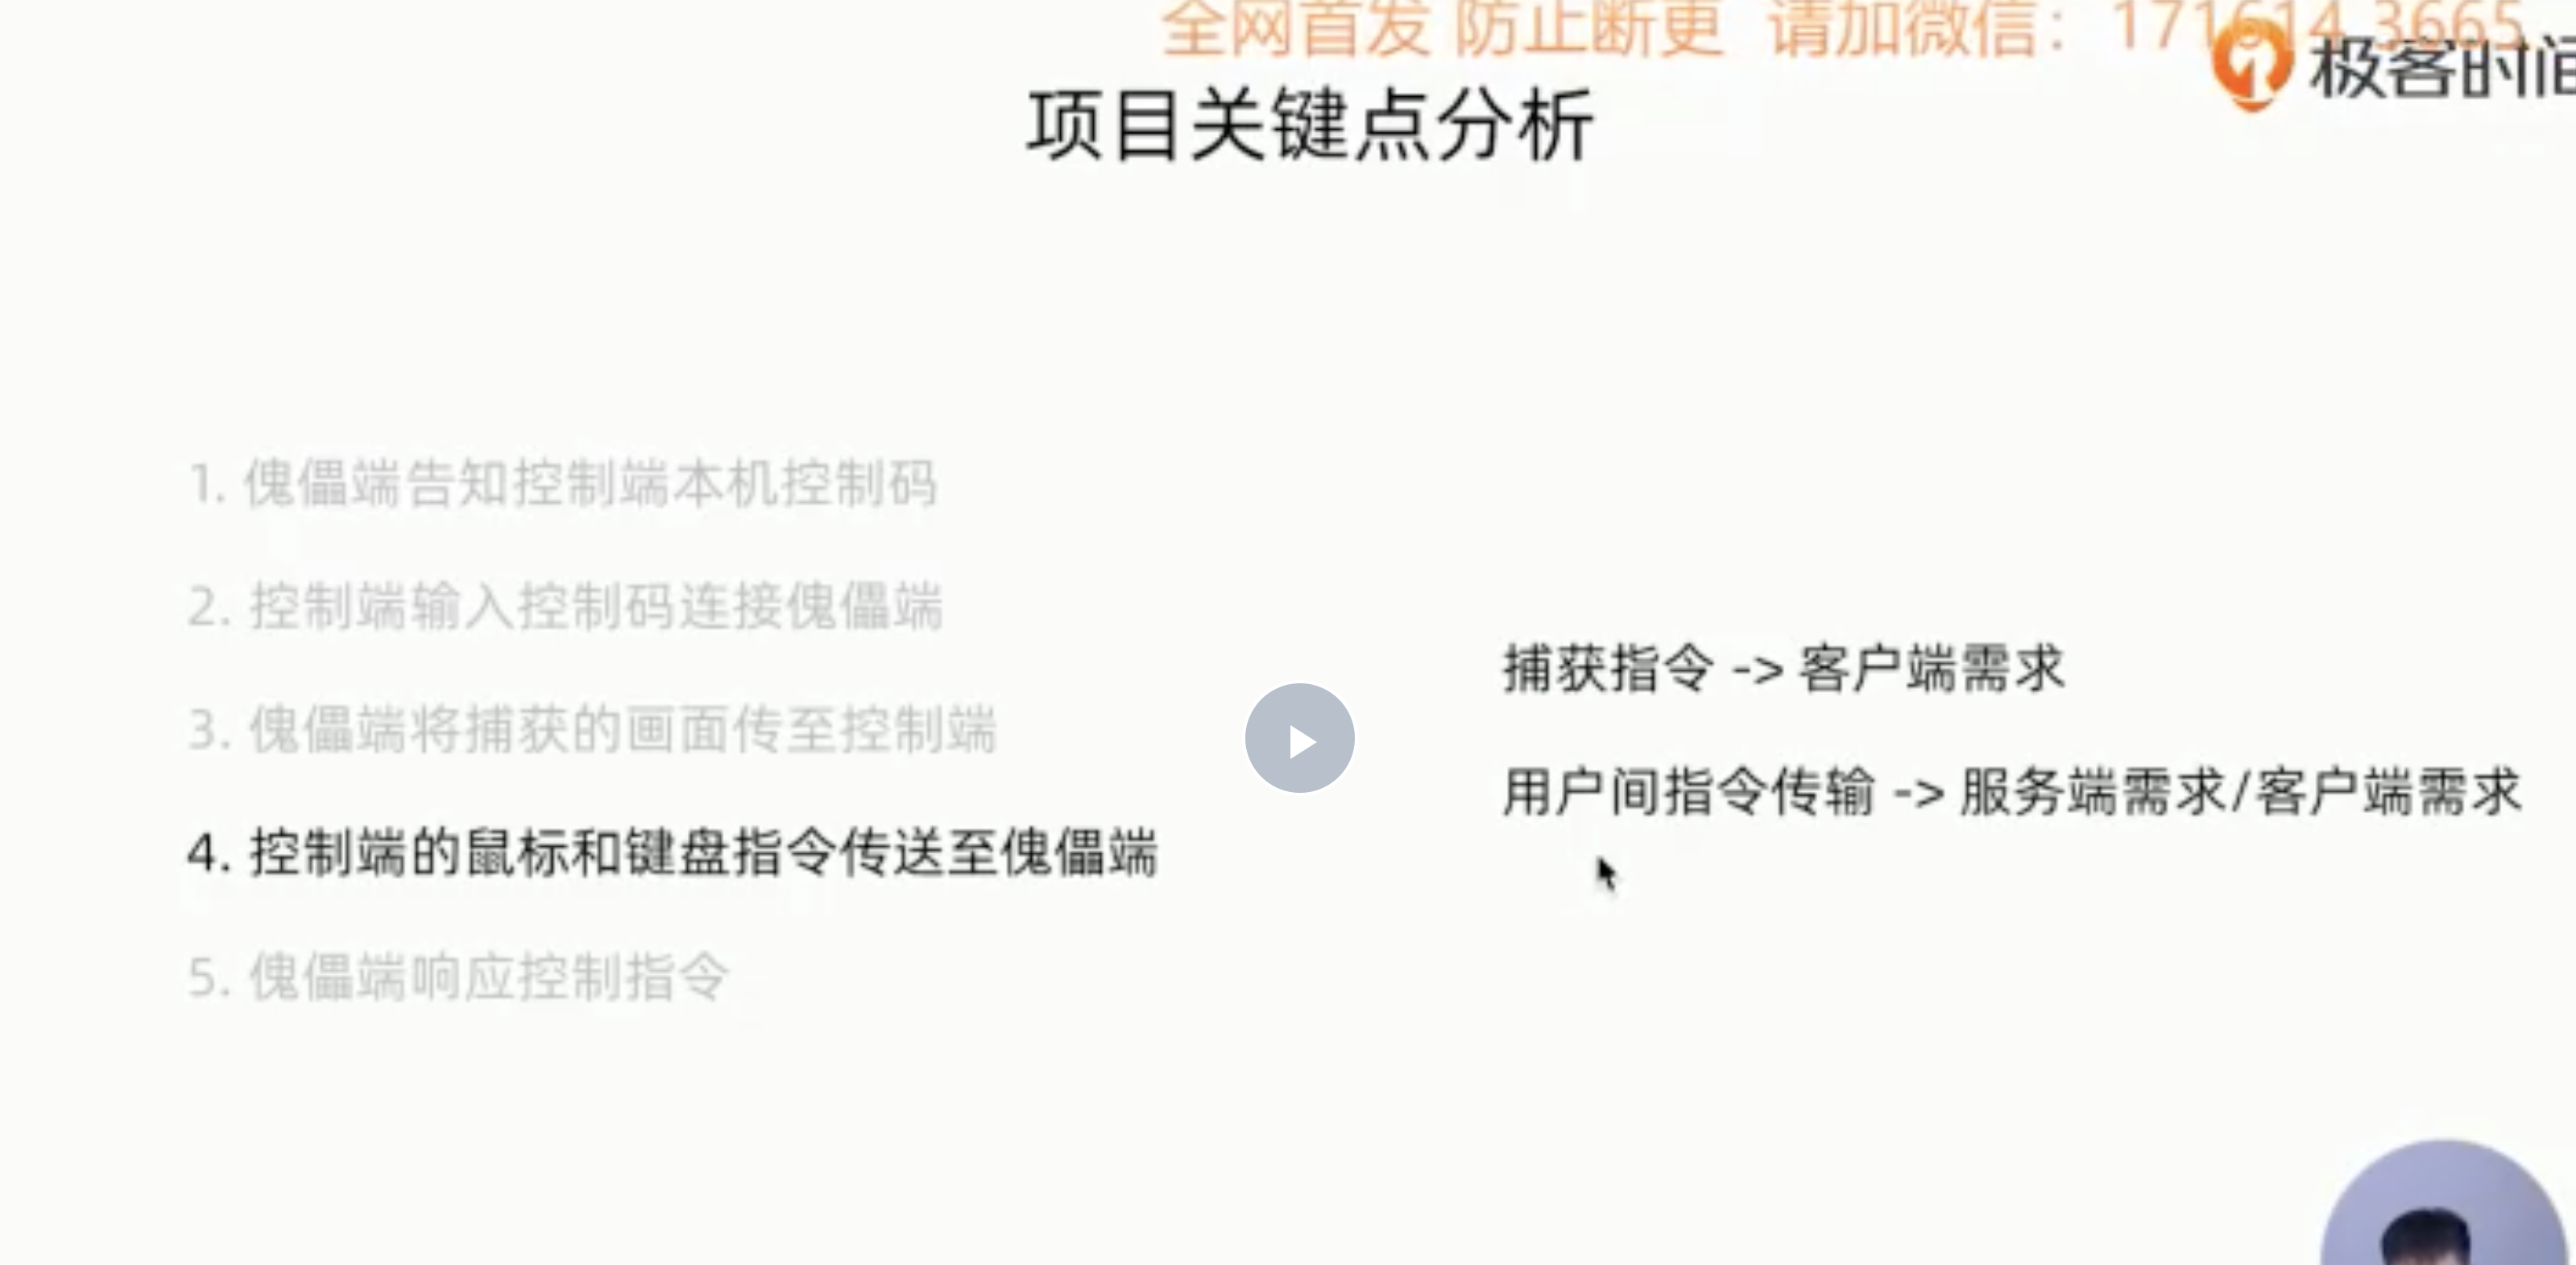 全网首发 防止断更 请加微信：171614 3665
极客时间
项目关键点分析
1. 傀儡端告知控制端本机控制码
2. 控制端输入控制码连接傀儡端
3. 傀儡端将捕获的画面传至控制端
4. 控制端的鼠标和键盘指令传送至傀儡端
5. 傀儡端响应控制指令
捕获指令 -> 客户端需求
用户间指令传输 -> 服务端需求/客户端需求